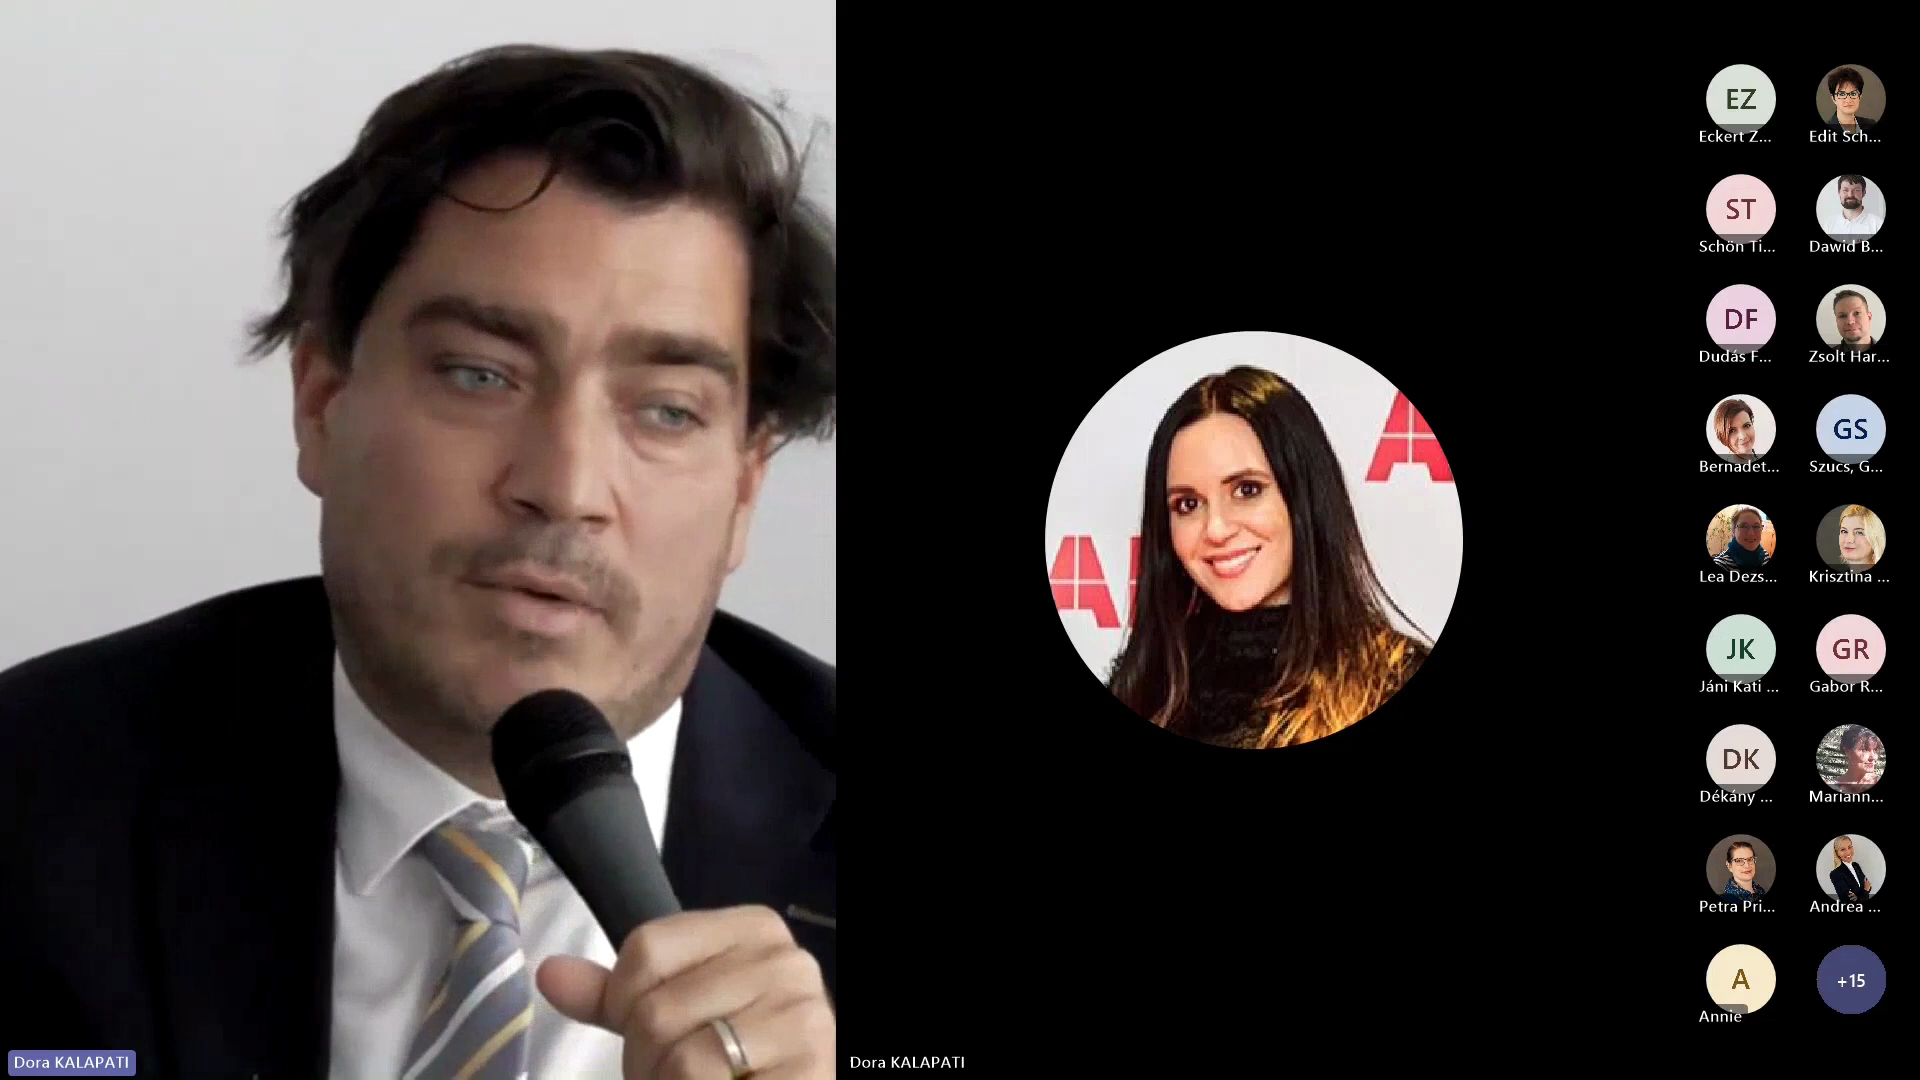 EZ
Eckert Z...
Edit Sch...
ST
Schön Ti...
Dawid B...
DF
Dudás F...
Zsolt Har...
Bernadet...
GS
Szucs, G...
Lea Dezs...
Krisztina ...
JK
Jáni Kati ...
GR
Gabor R...
DK
Dékány ...
Mariann...
Petra Pri...
Andrea ...
A
Annie
+15
A
A
Dora KALAPATI
Dora KALAPATI